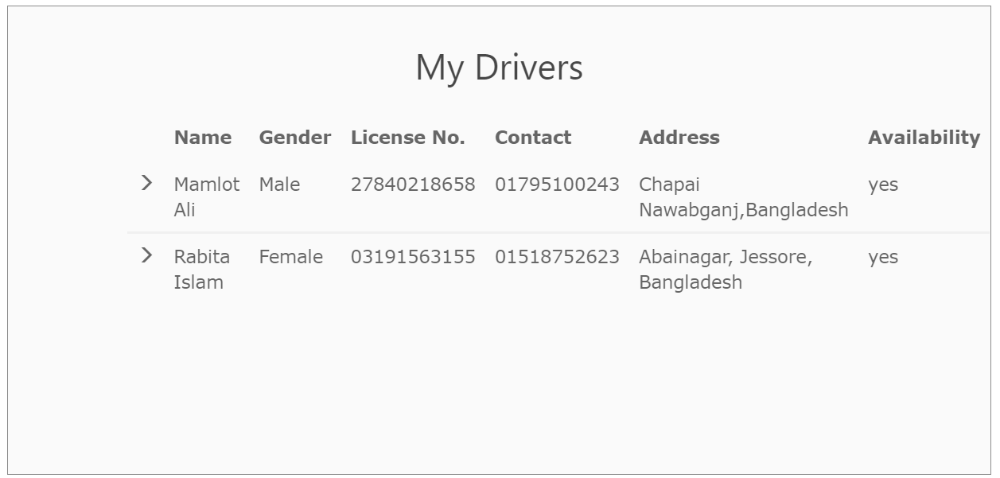 My Drivers
Name Gender License No. Contact Address Availability
Mamlot Male 27840218658 01795100243 Chapai yes
Ali Nawabganj,Bangladesh
Rabita Female 03191563155 01518752623 Abainagar, Jessore, yes
Islam Bangladesh